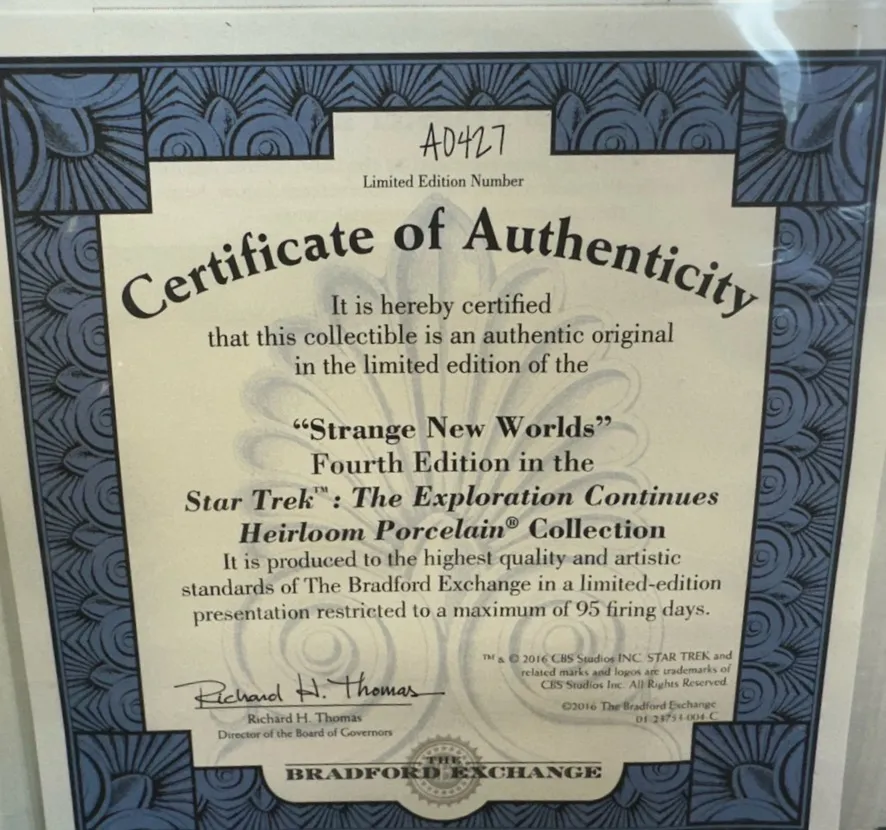 A0427
Limited Edition Number
Certificate of Authenticity
It is hereby certified
that this collectible is an authentic original
in the limited edition of the
“Strange New Worlds”
Fourth Edition in the
Star Trek™: The Exploration Continues
Heirloom Porcelain® Collection
It is produced to the highest quality and artistic
standards of The Bradford Exchange in a limited-edition
presentation restricted to a maximum of 95 firing days.
™ & © 2016 CBS Studios INC. STAR TREK and
related marks and logos are trademarks of
CBS Studios Inc. All Rights Reserved.
©2016 The Bradford Exchange
Richard H. Thomas
Richard H. Thomas
Director of the Board of Governors
THE
BRADFORD EXCHANGE